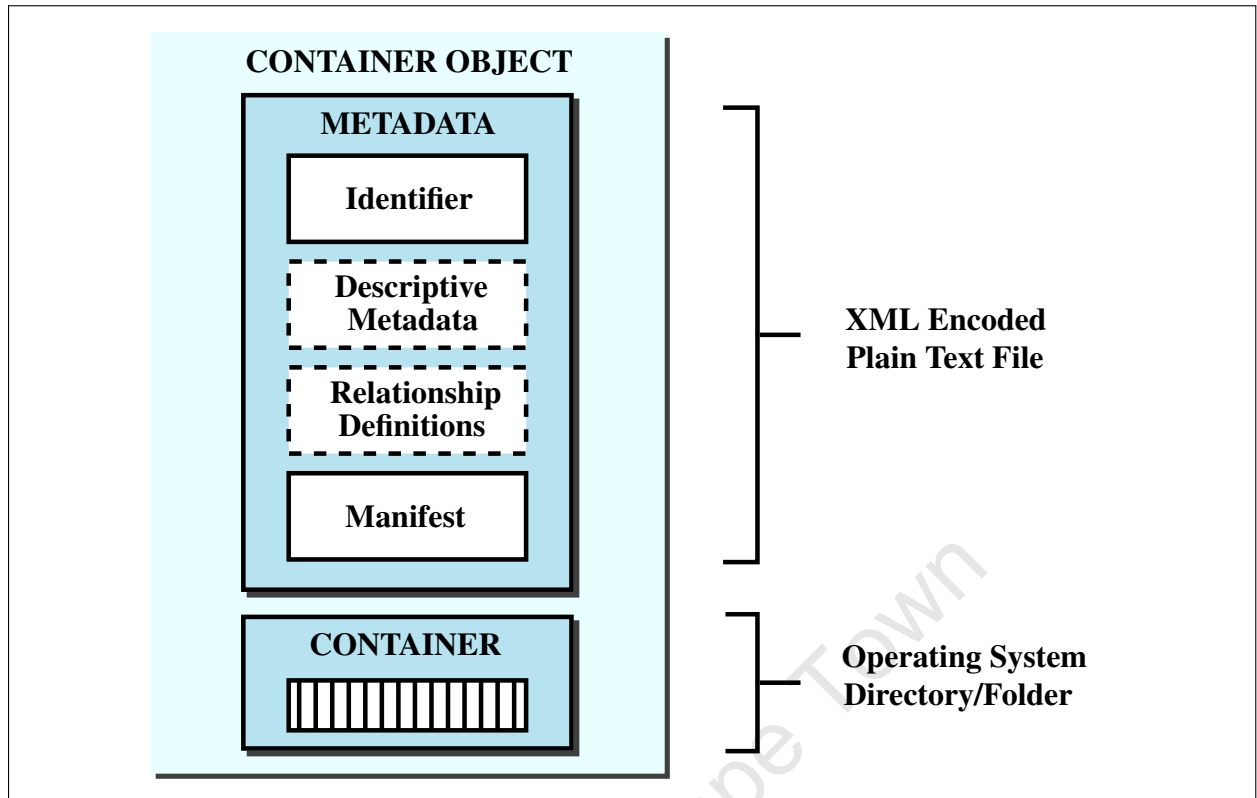 CONTAINER OBJECT
METADATA
Identifier
Descriptive
Metadata
Relationship
Definitions
Manifest
XML Encoded
Plain Text File
CONTAINER
Operating System
Directory/Folder
Town